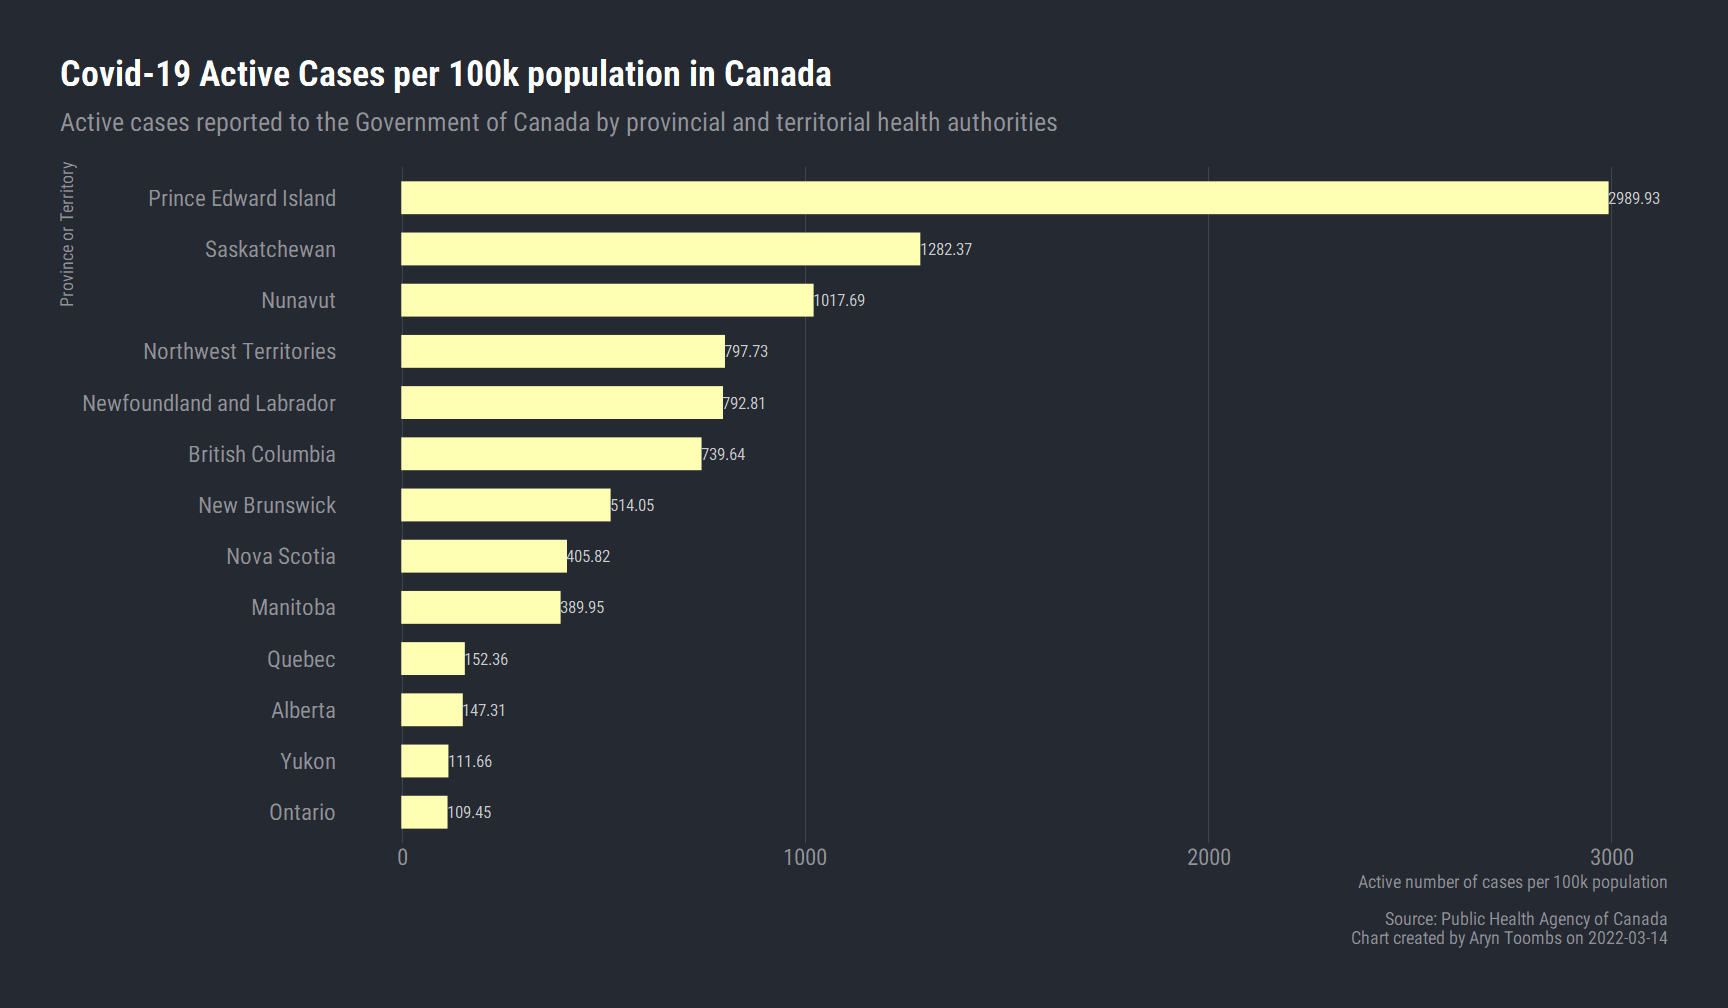 Covid-19 Active Cases per 100k population in Canada
Active cases reported to the Government of Canada by provincial and territorial health authorities
Province or Territory
Prince Edward Island 2989.93
Saskatchewan 1282.37
Nunavut 1017.69
Northwest Territories 797.73
Newfoundland and Labrador 792.81
British Columbia 739.64
New Brunswick 514.05
Nova Scotia 405.82
Manitoba 389.95
Quebec 152.36
Alberta 147.31
Yukon 111.66
Ontario 109.45
0 1000 2000 3000
Active number of cases per 100k population
Source: Public Health Agency of Canada
Chart created by Aryn Toombs on 2022-03-14